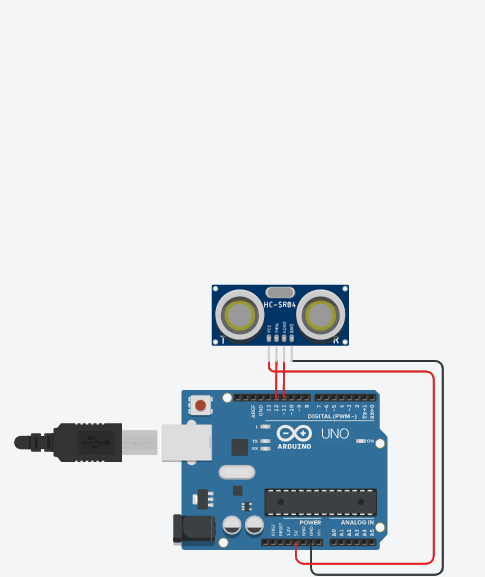 HC-SR04
T
R
VCC
TRIG
ECHO
GND
AREF
GND
13
12
~11
~10
~9
8
7
~6
~5
4
~3
2
TX→1
RX←0
DIGITAL (PWM~)
L
TX
RX
ARDUINO
UNO
ON
POWER
ANALOG IN
IOREF
RESET
3.3V
5V
GND
GND
Vin
A0
A1
A2
A3
A4
A5